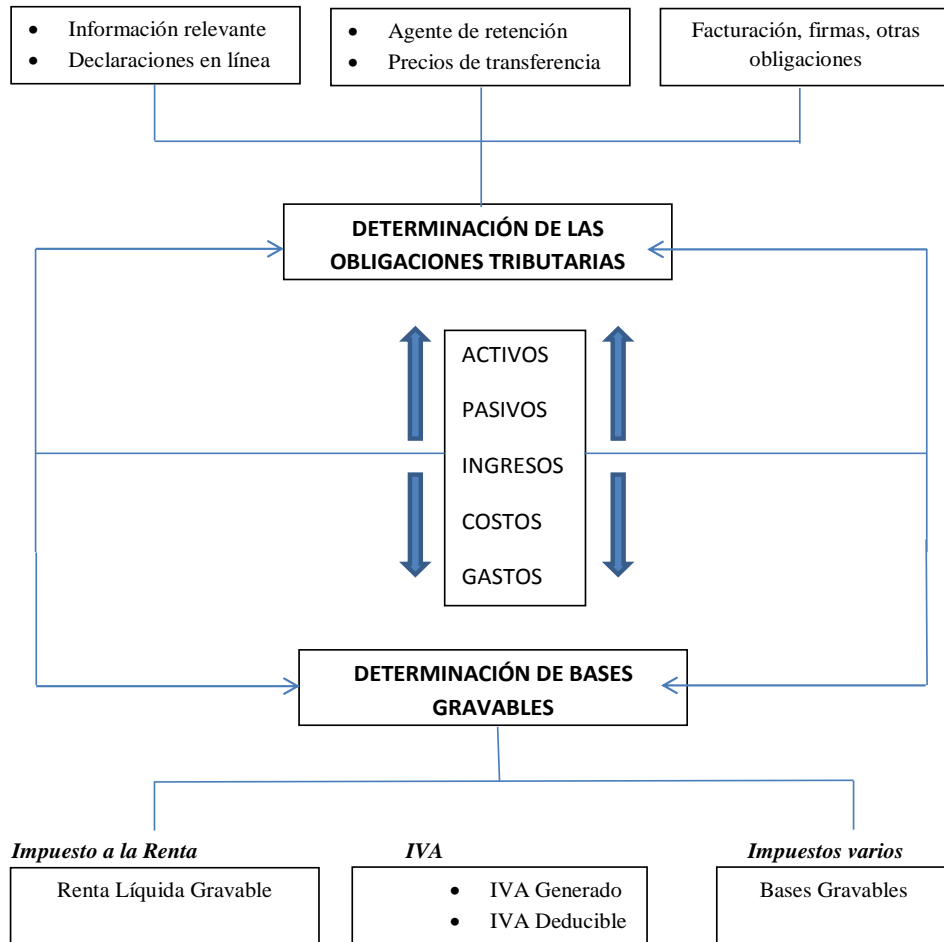 • Información relevante
• Declaraciones en línea
• Agente de retención
• Precios de transferencia
Facturación, firmas, otras
obligaciones
DETERMINACIÓN DE LAS
OBLIGACIONES TRIBUTARIAS
ACTIVOS
PASIVOS
INGRESOS
COSTOS
GASTOS
DETERMINACIÓN DE BASES
GRAVABLES
Impuesto a la Renta
Renta Líquida Gravable
IVA
• IVA Generado
• IVA Deducible
Impuestos varios
Bases Gravables